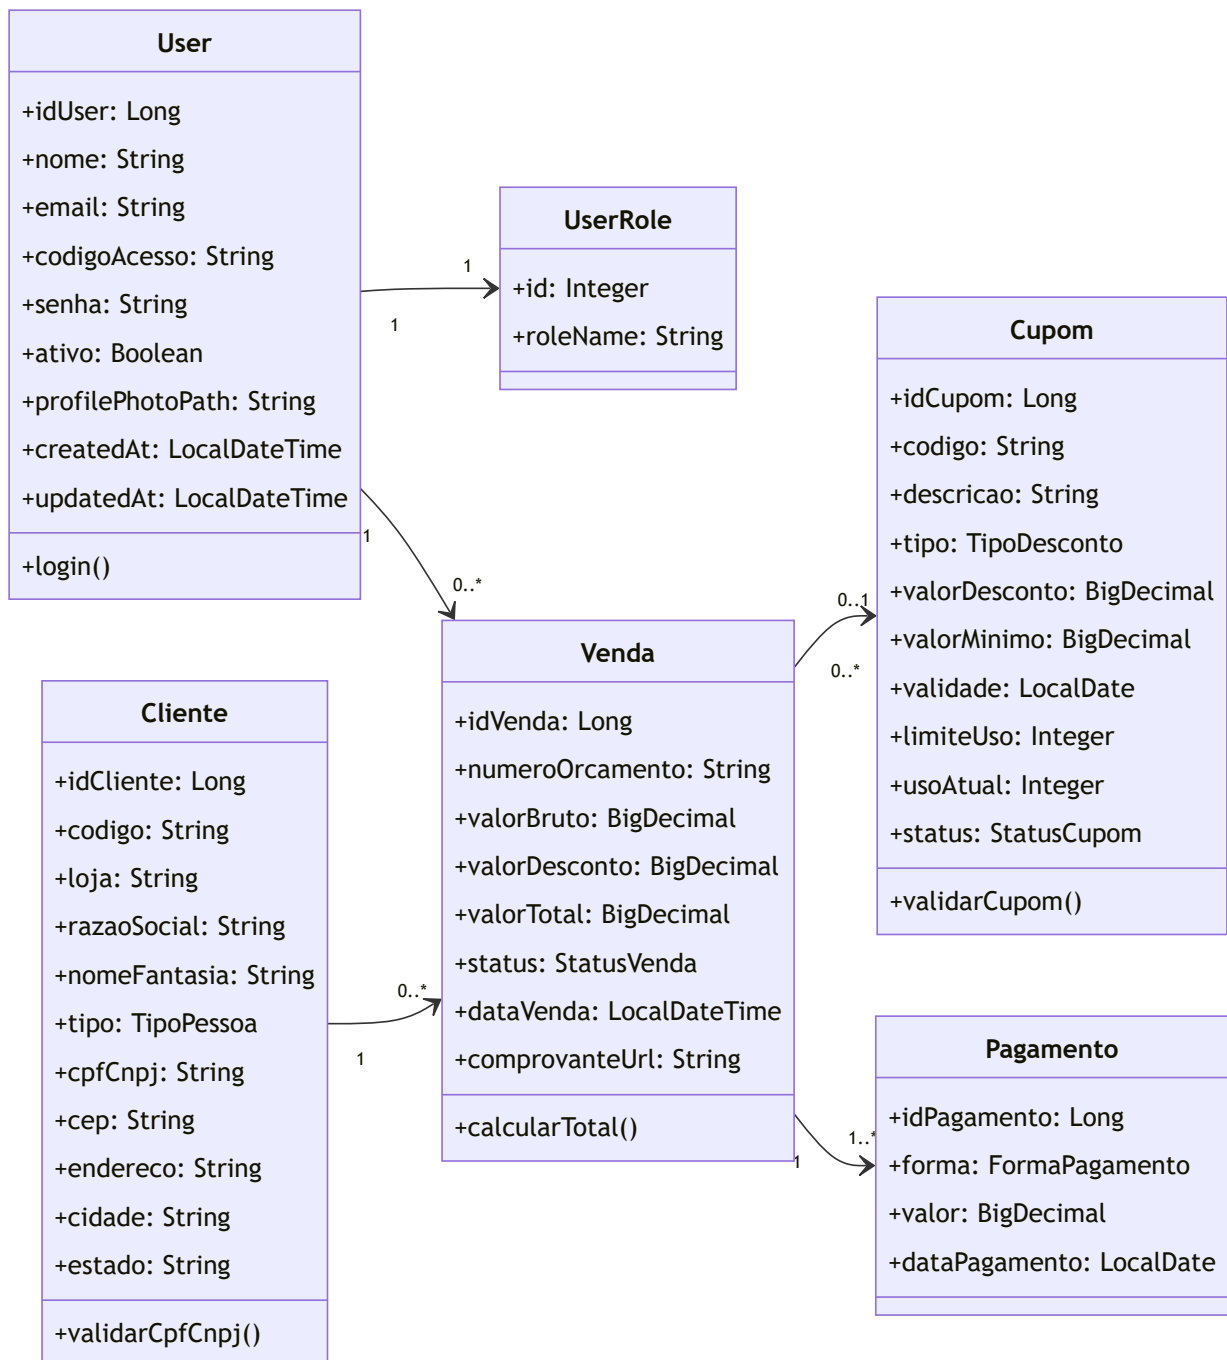 User
+idUser: Long
+nome: String
+email: String
+codigoAcesso: String
+senha: String
+ativo: Boolean
+profilePhotoPath: String
+createdAt: LocalDateTime
+updatedAt: LocalDateTime
+login()
1
1
UserRole
+id: Integer
+roleName: String
1
0..*
Cliente
+idCliente: Long
+codigo: String
+loja: String
+razaoSocial: String
+nomeFantasia: String
+tipo: TipoPessoa
+cpfCnpj: String
+cep: String
+endereco: String
+cidade: String
+estado: String
+validarCpfCnpj()
0..*
1
Venda
+idVenda: Long
+numeroOrcamento: String
+valorBruto: BigDecimal
+valorDesconto: BigDecimal
+valorTotal: BigDecimal
+status: StatusVenda
+dataVenda: LocalDateTime
+comprovanteUrl: String
+calcularTotal()
0..1
0..*
Cupom
+idCupom: Long
+codigo: String
+descricao: String
+tipo: TipoDesconto
+valorDesconto: BigDecimal
+valorMinimo: BigDecimal
+validade: LocalDate
+limiteUso: Integer
+usoAtual: Integer
+status: StatusCupom
+validarCupom()
1..*
1
Pagamento
+idPagamento: Long
+forma: FormaPagamento
+valor: BigDecimal
+dataPagamento: LocalDate